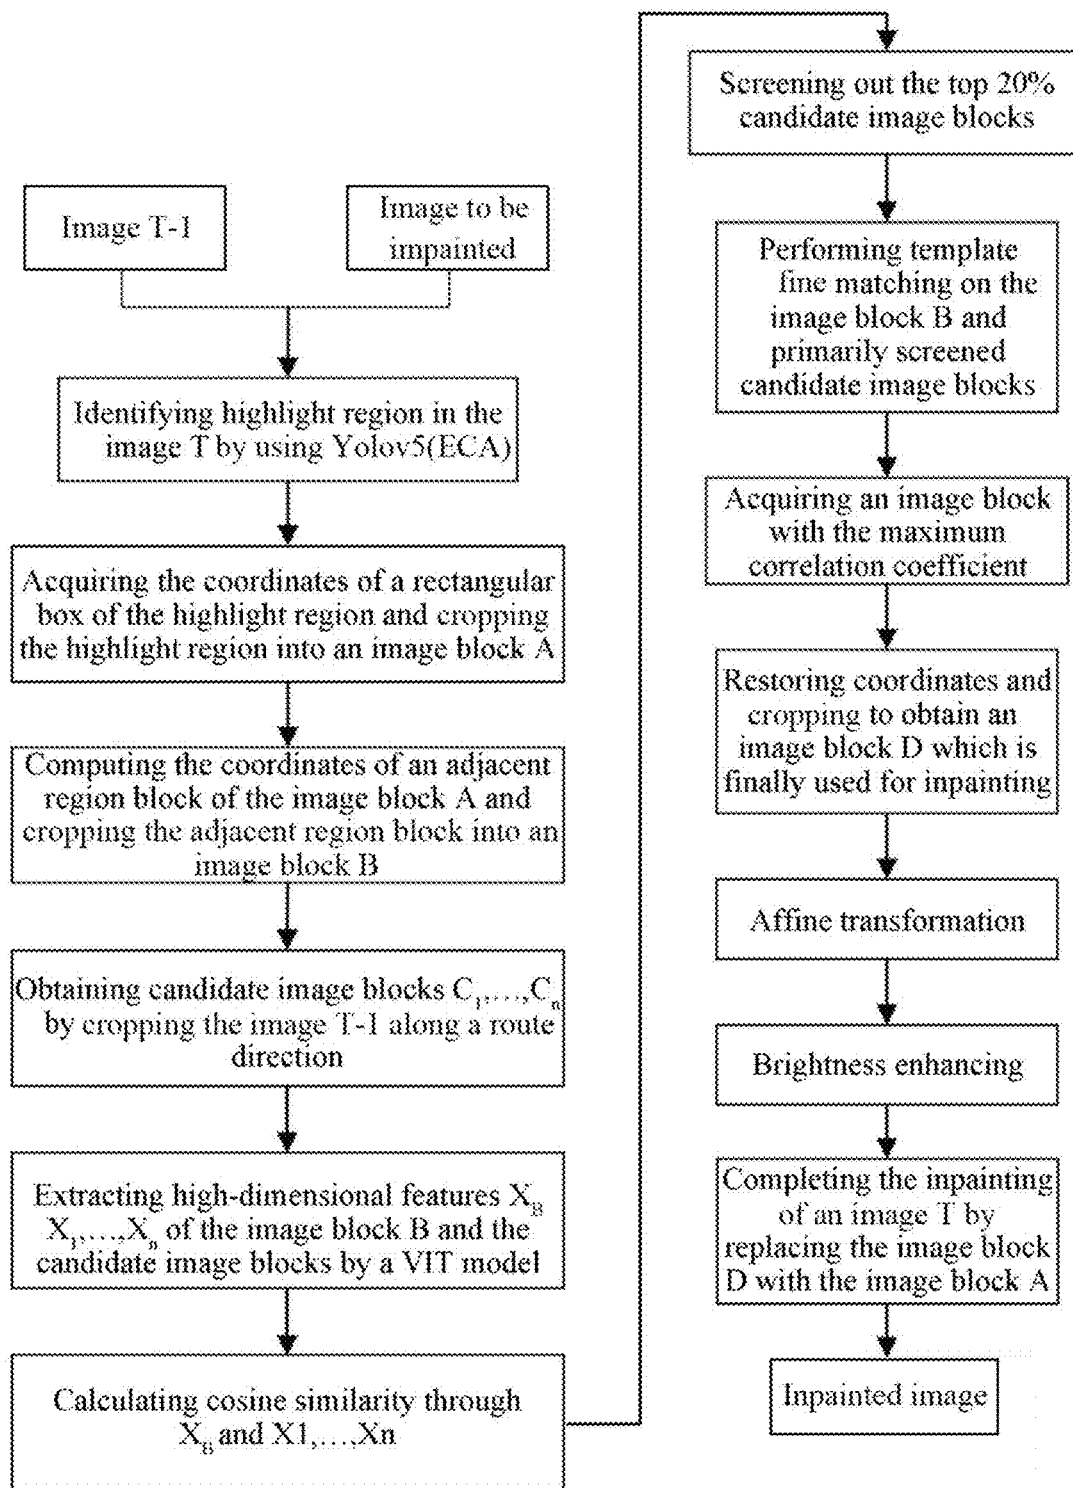 Image T-1
Image to be
impainted
Identifying highlight region in the
image T by using Yolov5(ECA)
Acquiring the coordinates of a rectangular
box of the highlight region and cropping
the highlight region into an image block A
Computing the coordinates of an adjacent
region block of the image block A and
cropping the adjacent region block into an
image block B
Obtaining candidate image blocks C₁,…,Cₙ
by cropping the image T-1 along a route
direction
Extracting high-dimensional features X_B
X₁,…,Xₙ of the image block B and the
candidate image blocks by a VIT model
Calculating cosine similarity through
X_B and X1,…,Xn
Screening out the top 20%
candidate image blocks
Performing template
fine matching on the
image block B and
primarily screened
candidate image blocks
Acquiring an image block
with the maximum
correlation coefficient
Restoring coordinates and
cropping to obtain an
image block D which is
finally used for inpainting
Affine transformation
Brightness enhancing
Completing the inpainting
of an image T by
replacing the image block
D with the image block A
Inpainted image